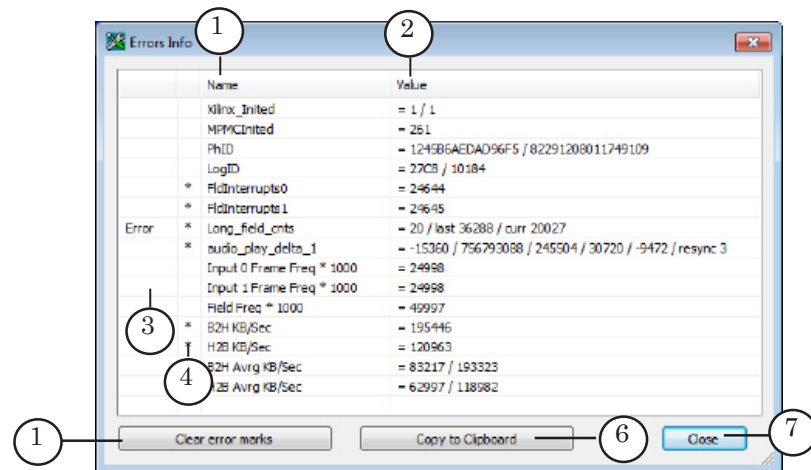 1 2
Errors Info
Name Value
Xilinx_Inited = 1 / 1
MPMCInited = 261
PhID = 1245B6AEDAD96F5 / 82291208011749109
LogID = 27C8 / 10184
* FldInterrupts0 = 24644
* FldInterrupts1 = 24645
Error * Long_field_cnts = 20 / last 36288 / curr 20027
* audio_play_delta_1 = -15360 / 756793088 / 245504 / 30720 / -9472 / resync 3
Input 0 Frame Freq * 1000 = 24998
Input 1 Frame Freq * 1000 = 24998
Field Freq * 1000 = 49997
3 * B2H KB/Sec = 195446
* H2B KB/Sec = 120963
4 B2H Avrg KB/Sec = 83217 / 193323
H2B Avrg KB/Sec = 62997 / 118982
1 Clear error marks Copy to Clipboard 6 Close 7